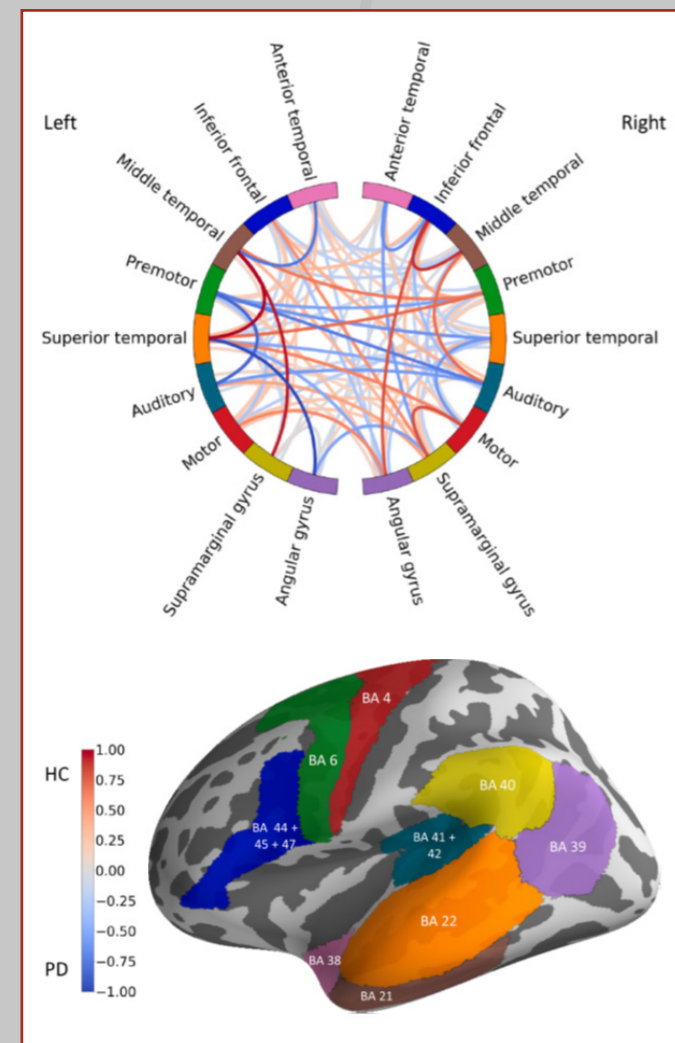 Left
Right
Anterior temporal
Inferior frontal
Middle temporal
Premotor
Superior temporal
Auditory
Motor
Supramarginal gyrus
Angular gyrus
Anterior temporal
Inferior frontal
Middle temporal
Premotor
Superior temporal
Auditory
Motor
Supramarginal gyrus
Angular gyrus
HC
PD
1.00
0.75
0.50
0.25
0.00
−0.25
−0.50
−0.75
−1.00
BA 4
BA 6
BA 44 +
45 + 47
BA 40
BA 41 +
42
BA 39
BA 22
BA 38
BA 21